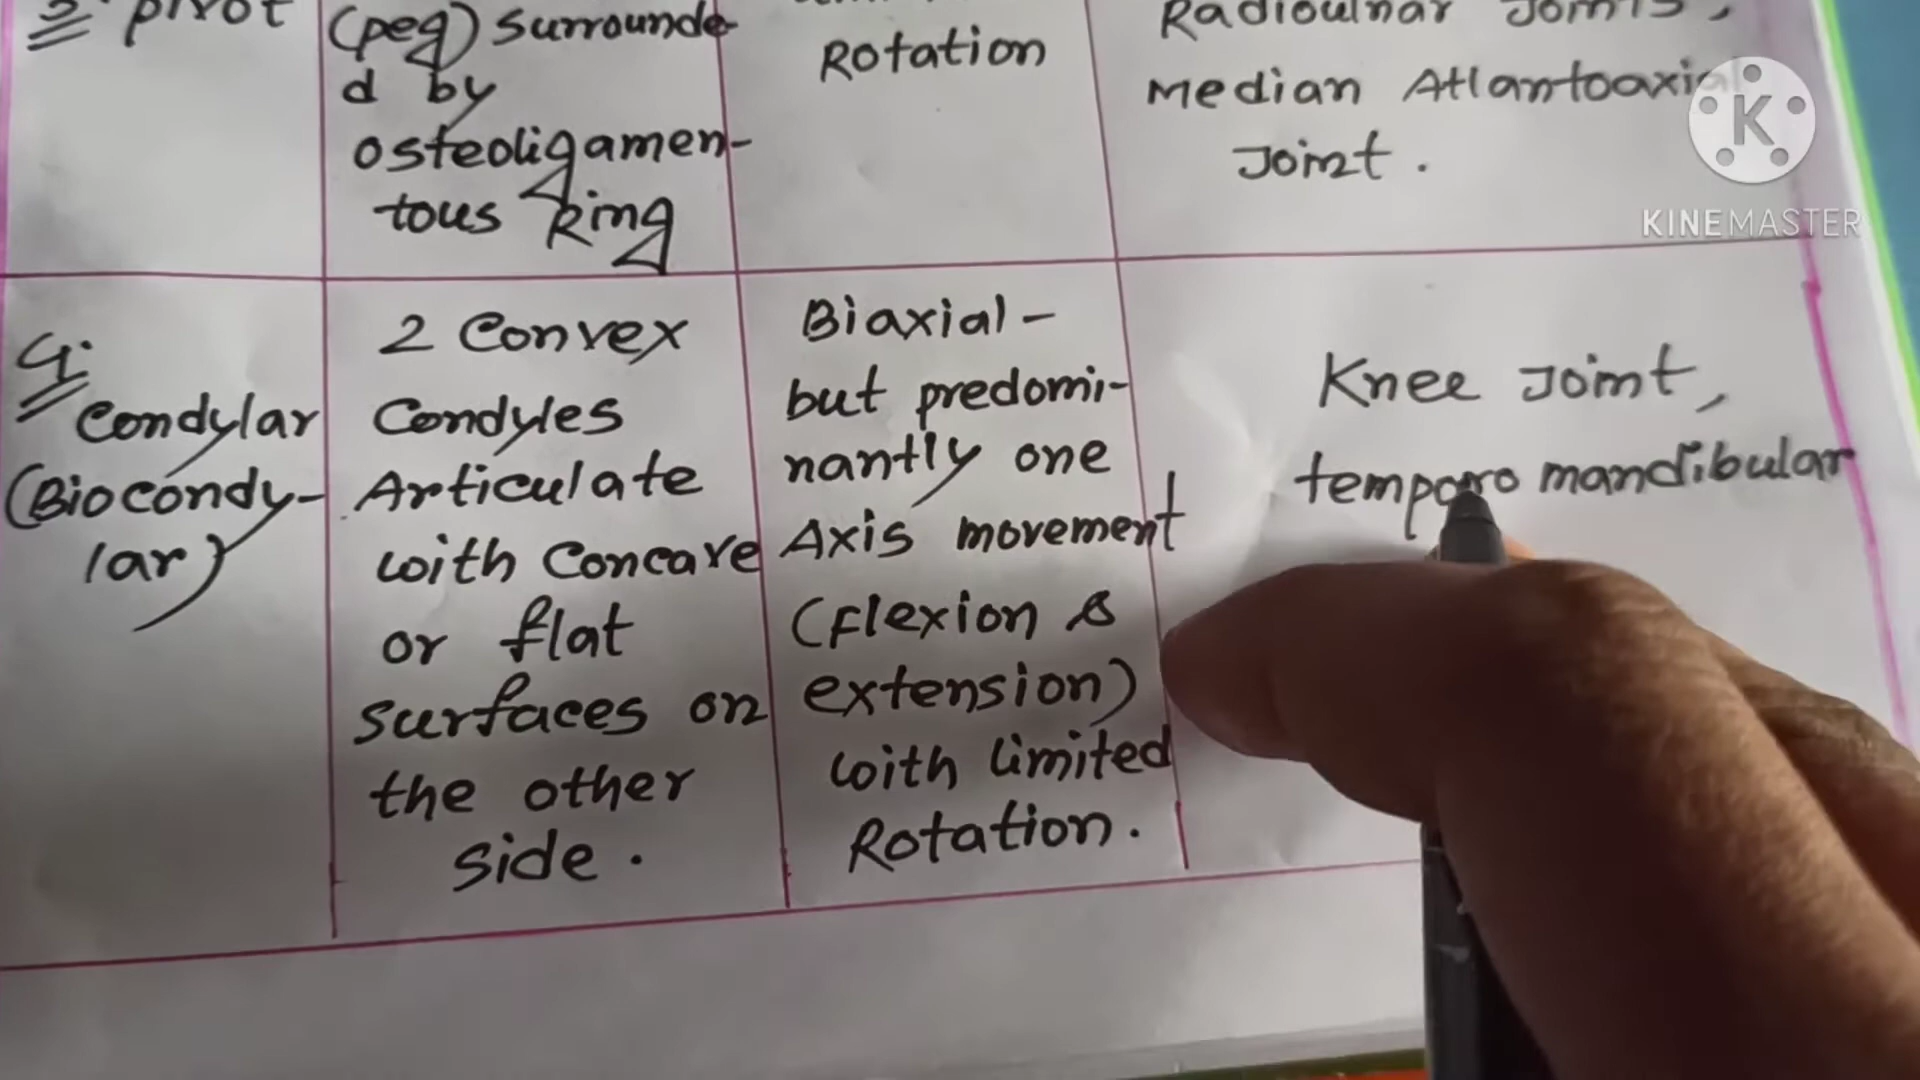 pivot
(peg) Surrounde
d by
osteoligamen-
tous Ring
Rotation
Radioulnar Joints,
Median Atlantoaxial
Joint.
4.
Condylar
(Biocondy-
lar)
2 Convex
Condyles
Articulate
with Concave
or flat
surfaces on
the other
side.
Biaxial-
but predomi-
nantly one
Axis movement
(Flexion &
extension)
with limited
Rotation.
Knee Joint,
temporo mandibular
K
KINEMASTER